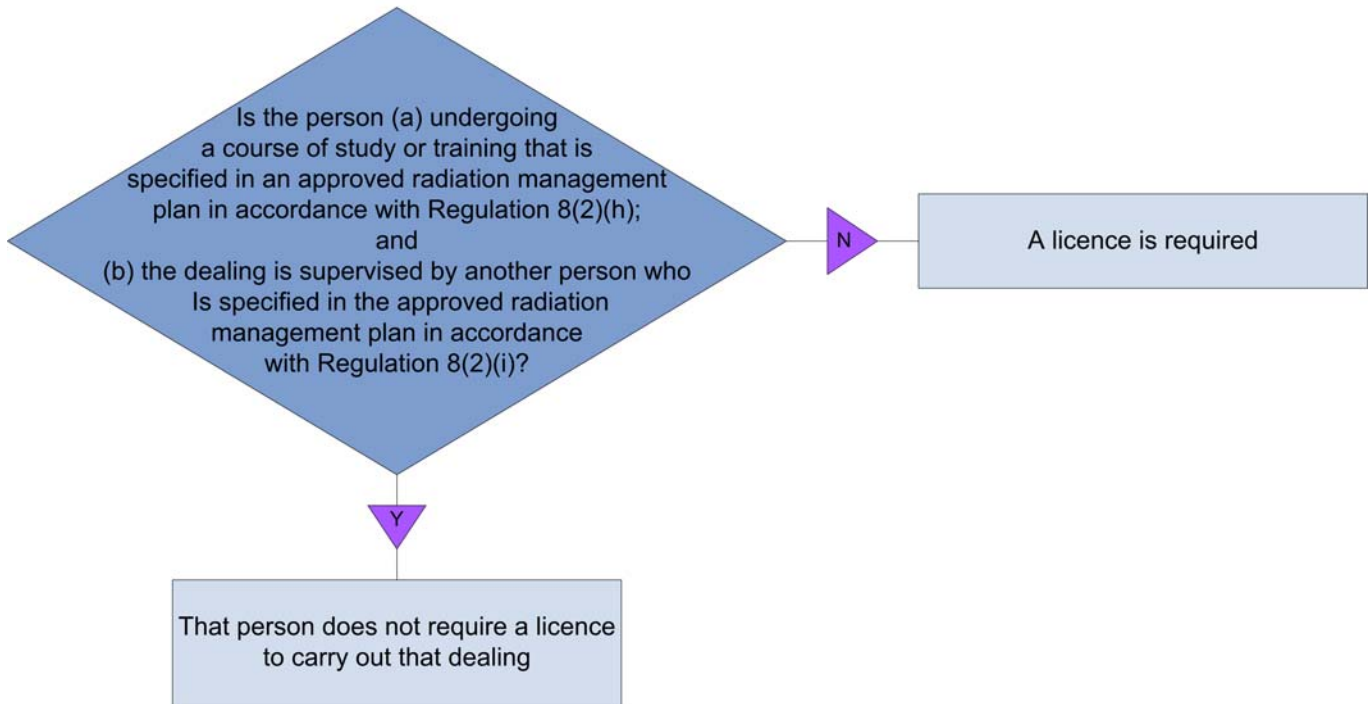 Is the person (a) undergoing
a course of study or training that is
specified in an approved radiation management
plan in accordance with Regulation 8(2)(h);
and
(b) the dealing is supervised by another person who
Is specified in the approved radiation
management plan in accordance
with Regulation 8(2)(i)?
N
A licence is required
Y
That person does not require a licence
to carry out that dealing